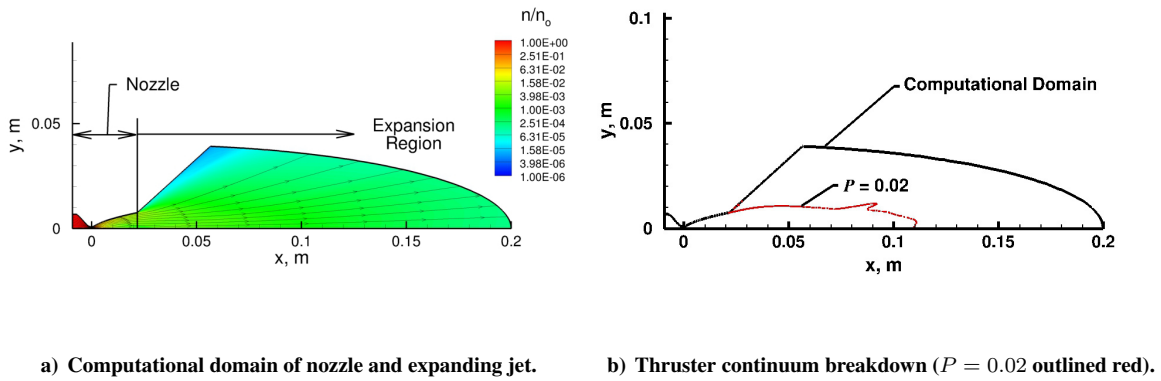 n/no
1.00E+00
2.51E-01
6.31E-02
1.58E-02
3.98E-03
1.00E-03
2.51E-04
6.31E-05
1.58E-05
3.98E-06
1.00E-06
Nozzle
Expansion
Region
y, m
0.05
0
0 0.05 0.1 0.15 0.2
x, m
a) Computational domain of nozzle and expanding jet.
0.1
Computational Domain
y, m
0.05
P = 0.02
0
0 0.05 0.1 0.15 0.2
x, m
b) Thruster continuum breakdown (P = 0.02 outlined red).